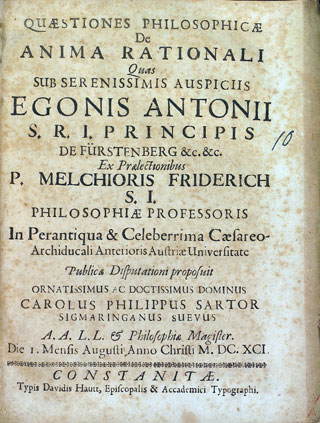 QUÆSTIONES PHILOSOPHICÆ
De
ANIMA RATIONALI
Quas
SUB SERENISSIMIS AUSPICIIS
EGONIS ANTONII
S. R. I. PRINCIPIS
DE FÜRSTENBERG &c. &c.
Ex Prælectionibus
P. MELCHIORIS FRIDERICH
S. I.
PHILOSOPHIÆ PROFESSORIS
In Perantiqua & Celeberrima Cæsareo-
Archiducali Anterioris Austriæ Universitate
Publicæ Disputationi proposuit
ORNATISSIMUS AC DOCTISSIMUS DOMINUS
CAROLUS PHILIPPUS SARTOR
SIGMARINGANUS SUEVUS
A. A. L. L. & Philosophiæ Magister.
Die 1. Mensis Augusti Anno Christi M. DC. XCI.
CONSTANTIÆ.
Typis Davidis Hautt, Episcopalis & Academici Typographi.
10